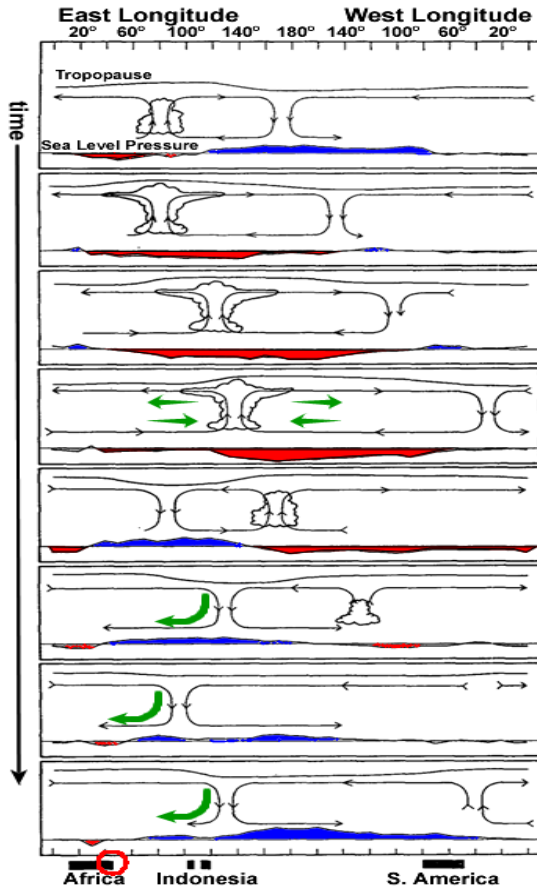 East Longitude West Longitude
20° 60° 100° 140° 180° 140° 100° 60° 20°
Tropopause
Sea Level Pressure
time
Africa Indonesia S. America